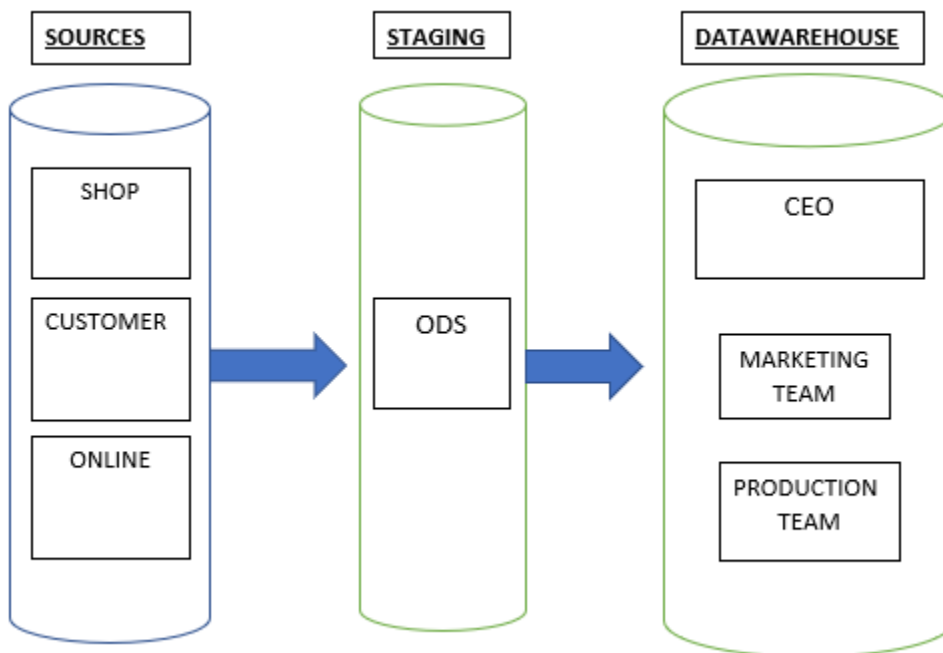 SOURCES
STAGING
DATAWAREHOUSE
SHOP
CUSTOMER
ONLINE
ODS
CEO
MARKETING
TEAM
PRODUCTION
TEAM